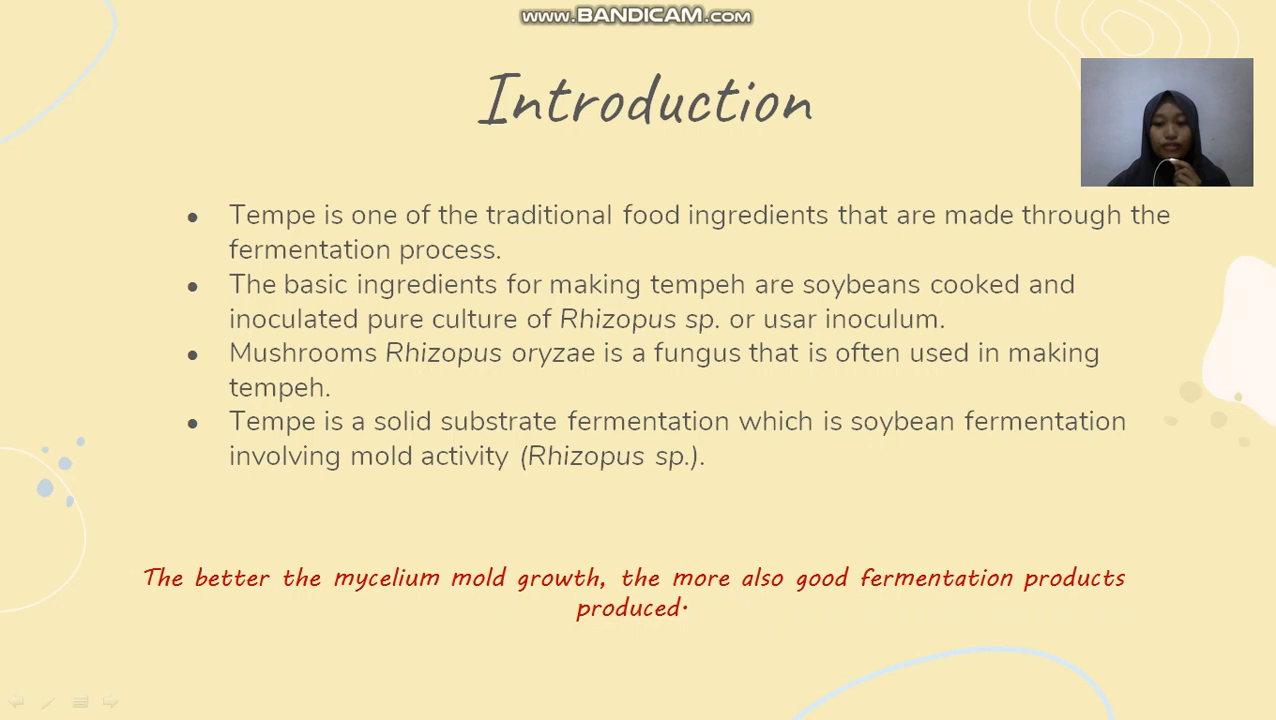 www.BANDICAM.com
Introduction
● Tempe is one of the traditional food ingredients that are made through the
fermentation process.
● The basic ingredients for making tempeh are soybeans cooked and
inoculated pure culture of Rhizopus sp. or usar inoculum.
● Mushrooms Rhizopus oryzae is a fungus that is often used in making
tempeh.
● Tempe is a solid substrate fermentation which is soybean fermentation
involving mold activity (Rhizopus sp.).
The better the mycelium mold growth, the more also good fermentation products
produced.